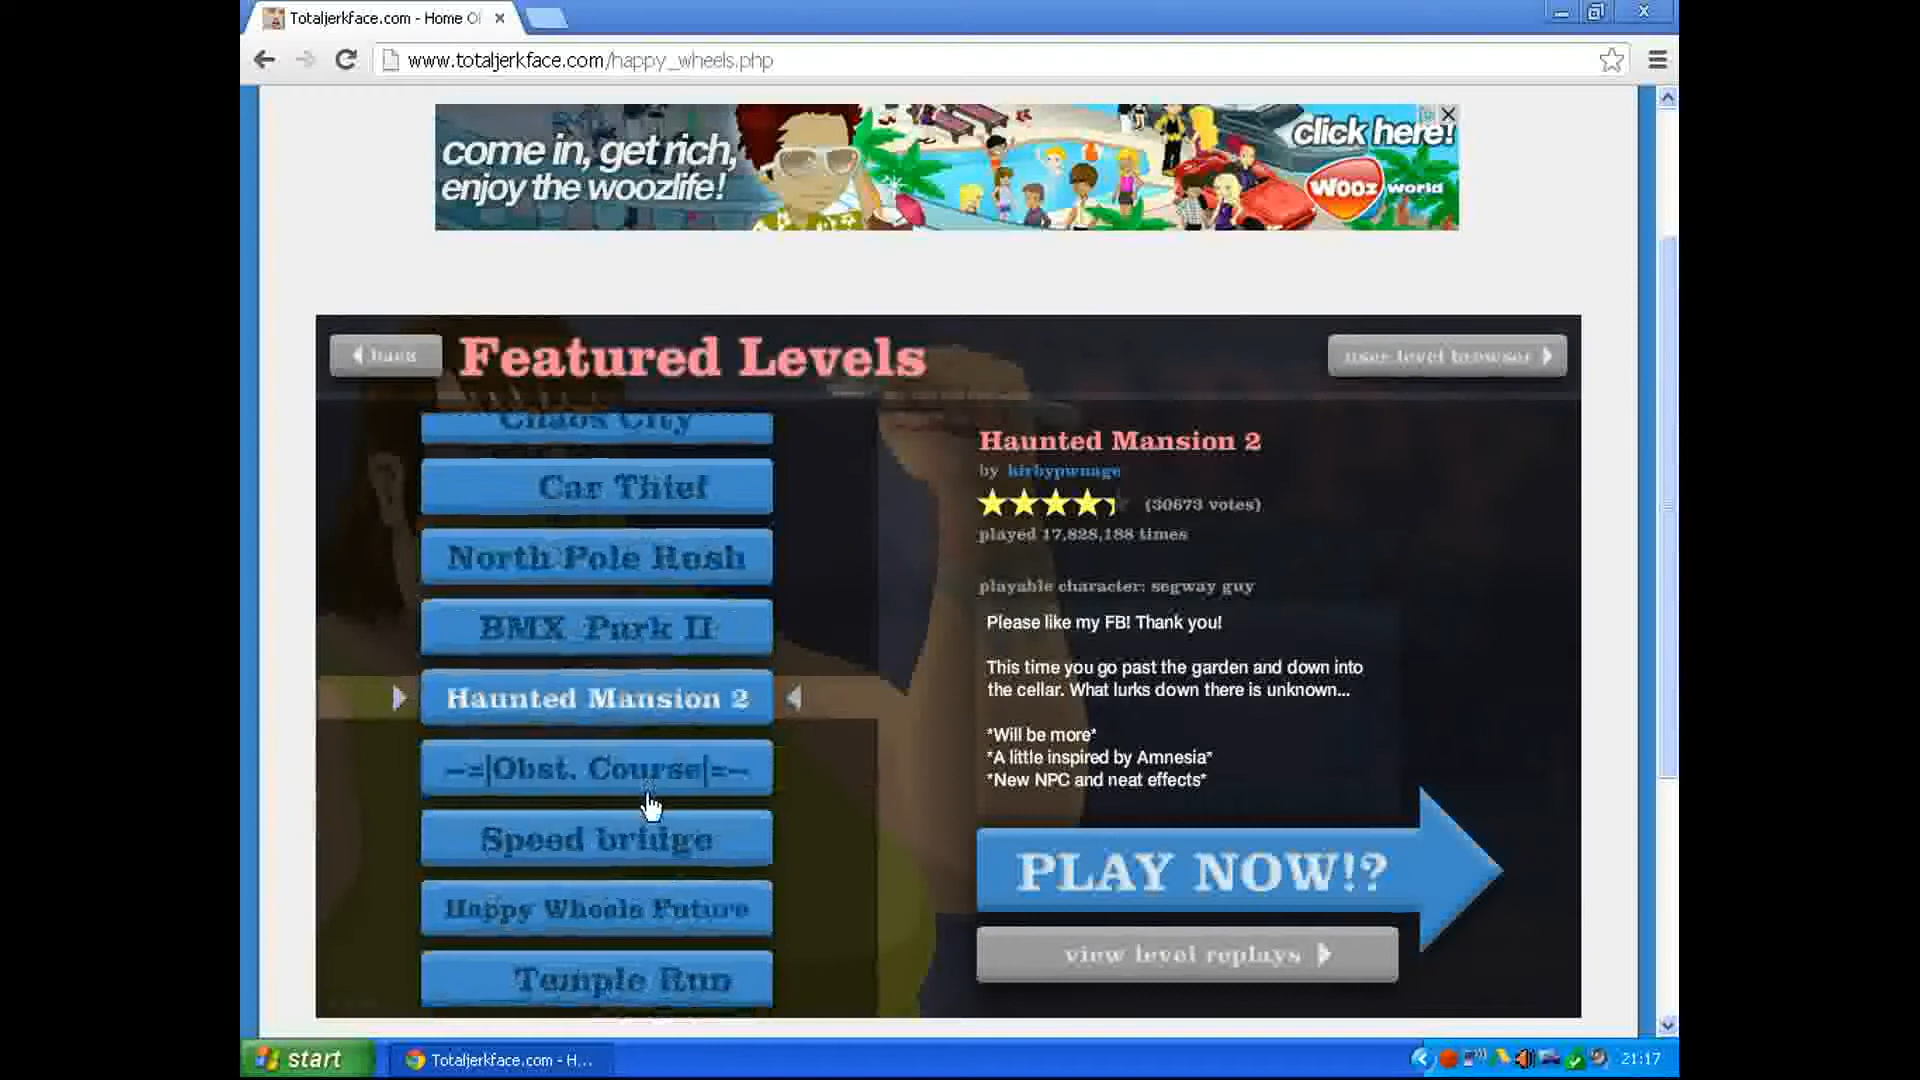 Totaljerkface.com - Home Of
www.totaljerkface.com/happy_wheels.php
come in, get rich,
enjoy the woozlife!
click here!
Wooz world
back
Featured Levels
user level browser
Chaos City
Car Thief
North Pole Rush
BMX Park II
Haunted Mansion 2
--=|Obst. Course|=--
Speed bridge
Happy Wheels Future
Temple Run
Haunted Mansion 2
by kirbypwnage
(30673 votes)
played 17,828,188 times
playable character: segway guy
Please like my FB! Thank you!
This time you go past the garden and down into
the cellar. What lurks down there is unknown...
*Will be more*
*A little inspired by Amnesia*
*New NPC and neat effects*
PLAY NOW!?
view level replays
start
Totaljerkface.com - H...
21:17